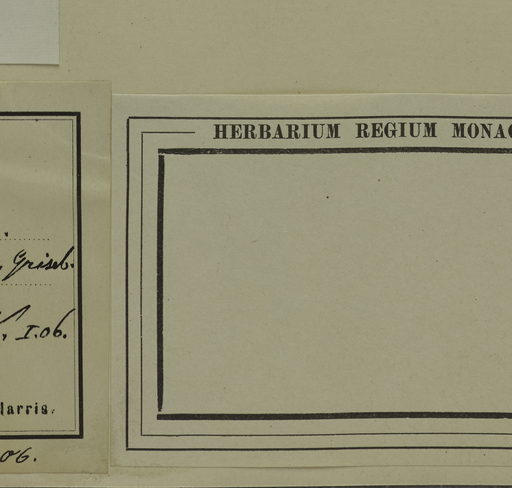 HERBARIUM REGIUM MONAC
Griseb.
I.06.
Harris.
06.